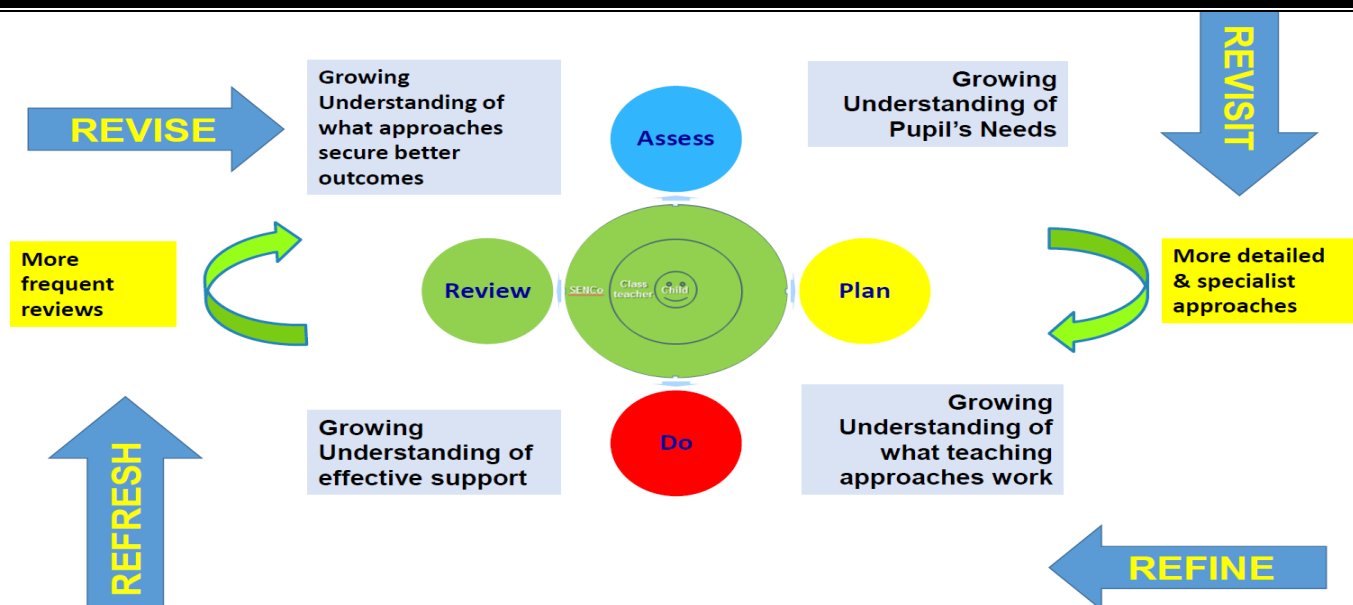 REVISE
Growing
Understanding of
what approaches
secure better
outcomes
Assess
Growing
Understanding of
Pupil's Needs
REVISIT
More
frequent
reviews
Review
SENCo
Class
teacher
Child
Plan
More detailed
& specialist
approaches
REFRESH
Growing
Understanding of
effective support
Do
Growing
Understanding of
what teaching
approaches work
REFINE